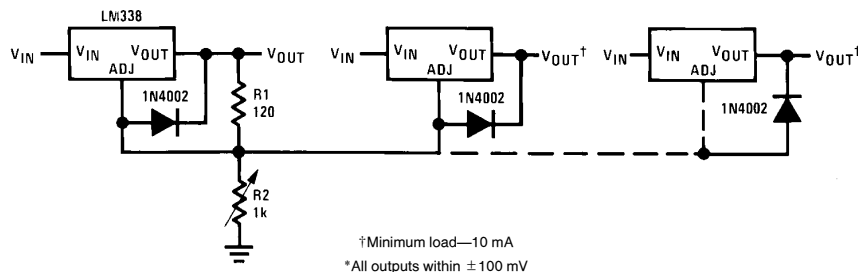 LM338
V_IN V_IN V_OUT V_OUT
ADJ
1N4002
R1
120
R2
1k
V_IN V_IN V_OUT V_OUT†
ADJ
1N4002
V_IN V_IN V_OUT V_OUT†
ADJ
1N4002
†Minimum load—10 mA
*All outputs within ±100 mV